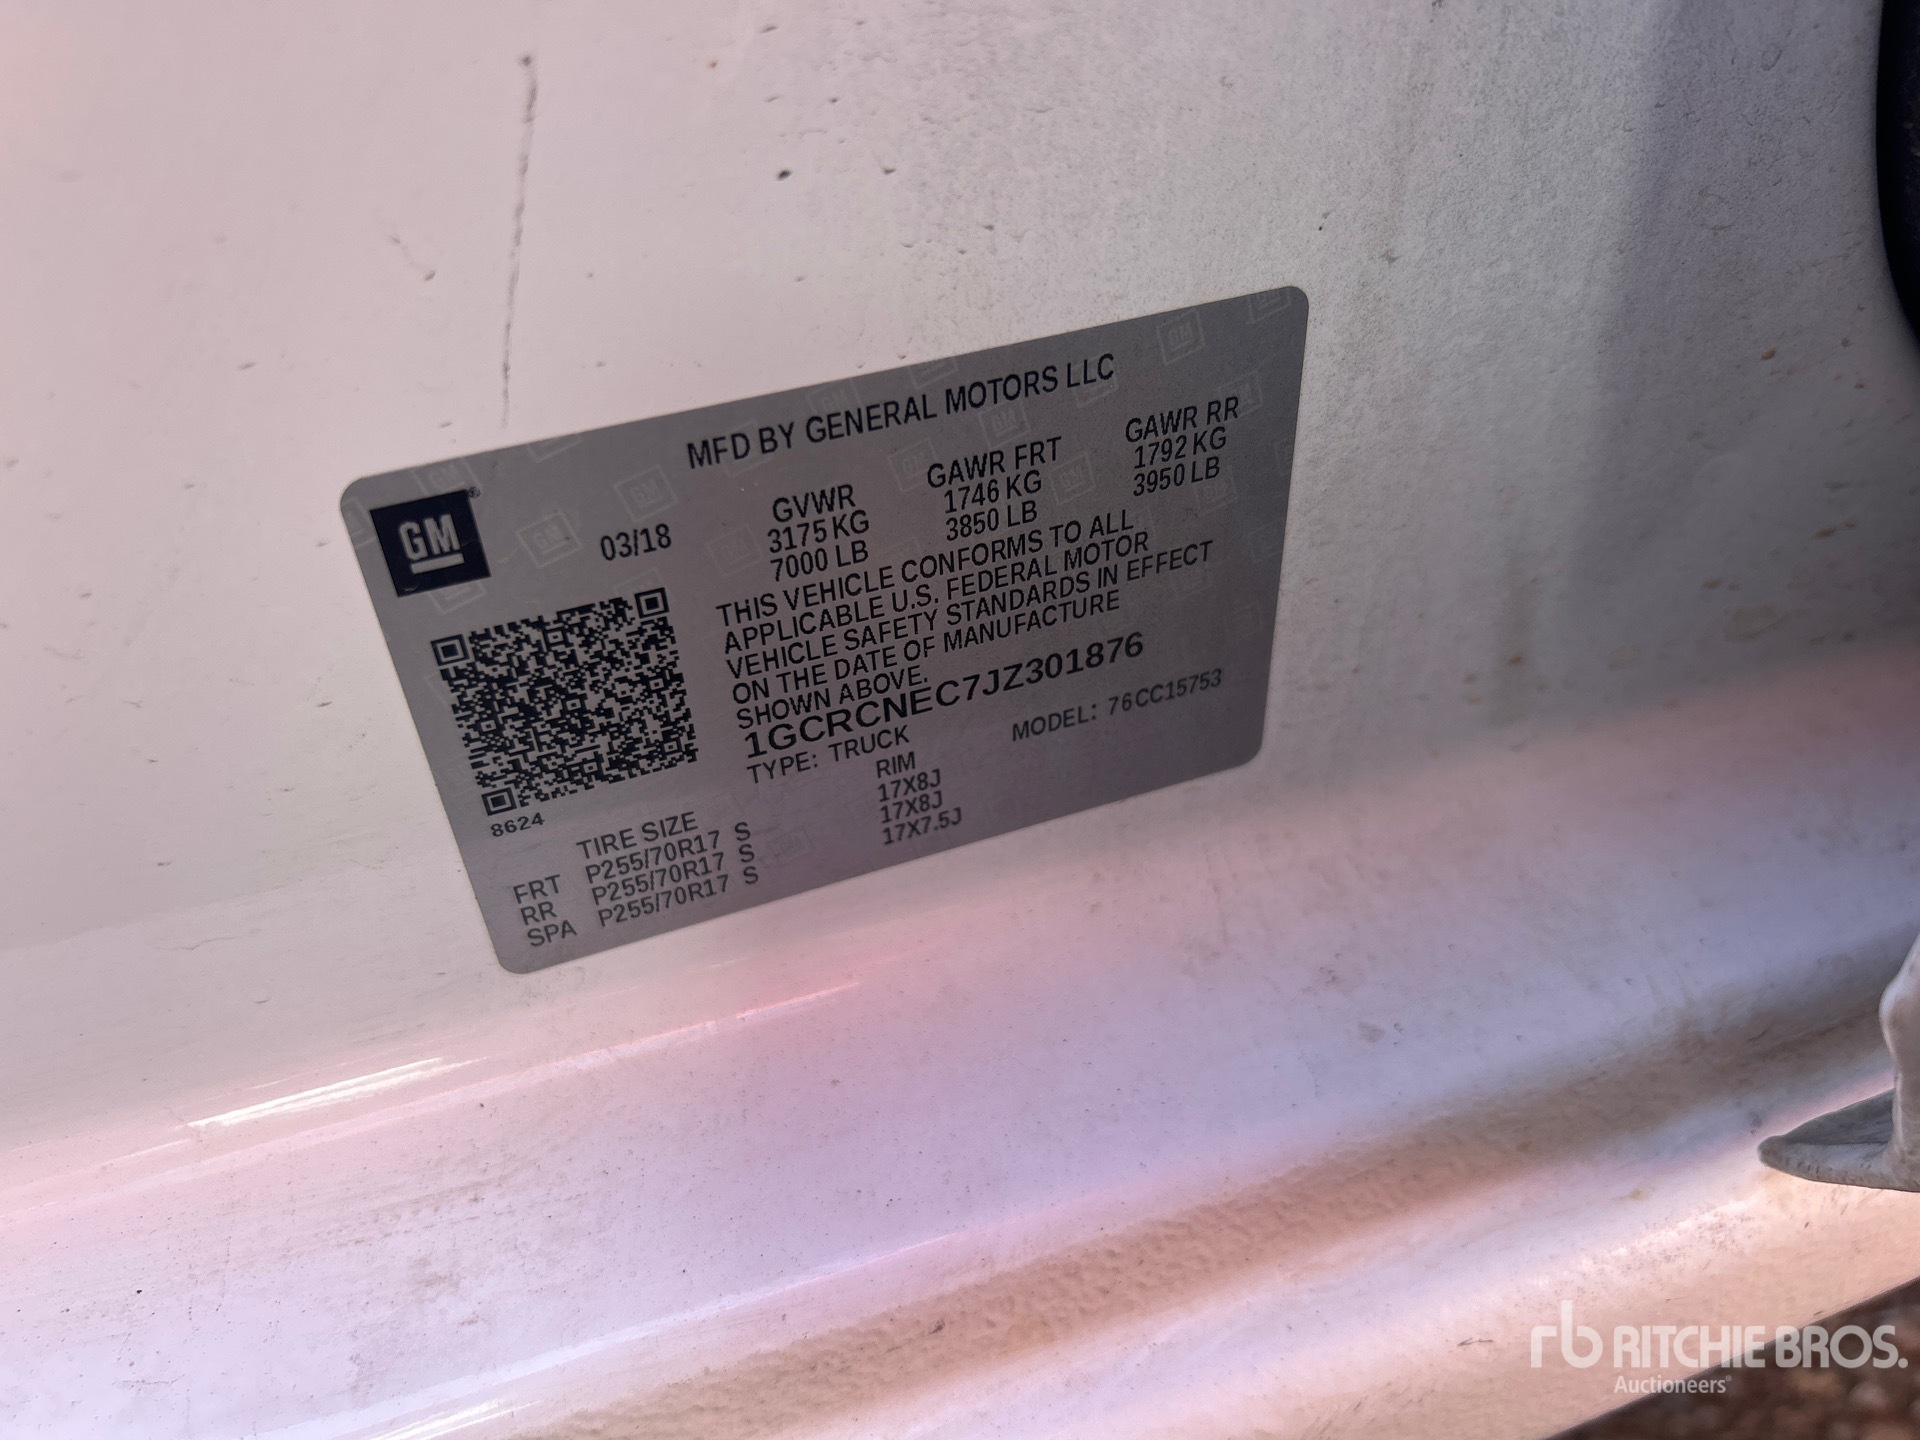 MFD BY GENERAL MOTORS LLC
GM®
03/18
GVWR GAWR FRT GAWR RR
3175 KG 1746 KG 1792 KG
7000 LB 3850 LB 3950 LB
THIS VEHICLE CONFORMS TO ALL
APPLICABLE U.S. FEDERAL MOTOR
VEHICLE SAFETY STANDARDS IN EFFECT
ON THE DATE OF MANUFACTURE
SHOWN ABOVE.
1GCRCNEC7JZ301876
TYPE: TRUCK MODEL: 76CC15753
8624
TIRE SIZE RIM
FRT P255/70R17 S 17X8J
RR P255/70R17 S 17X8J
SPA P255/70R17 S 17X7.5J
rb RITCHIE BROS.
Auctioneers®